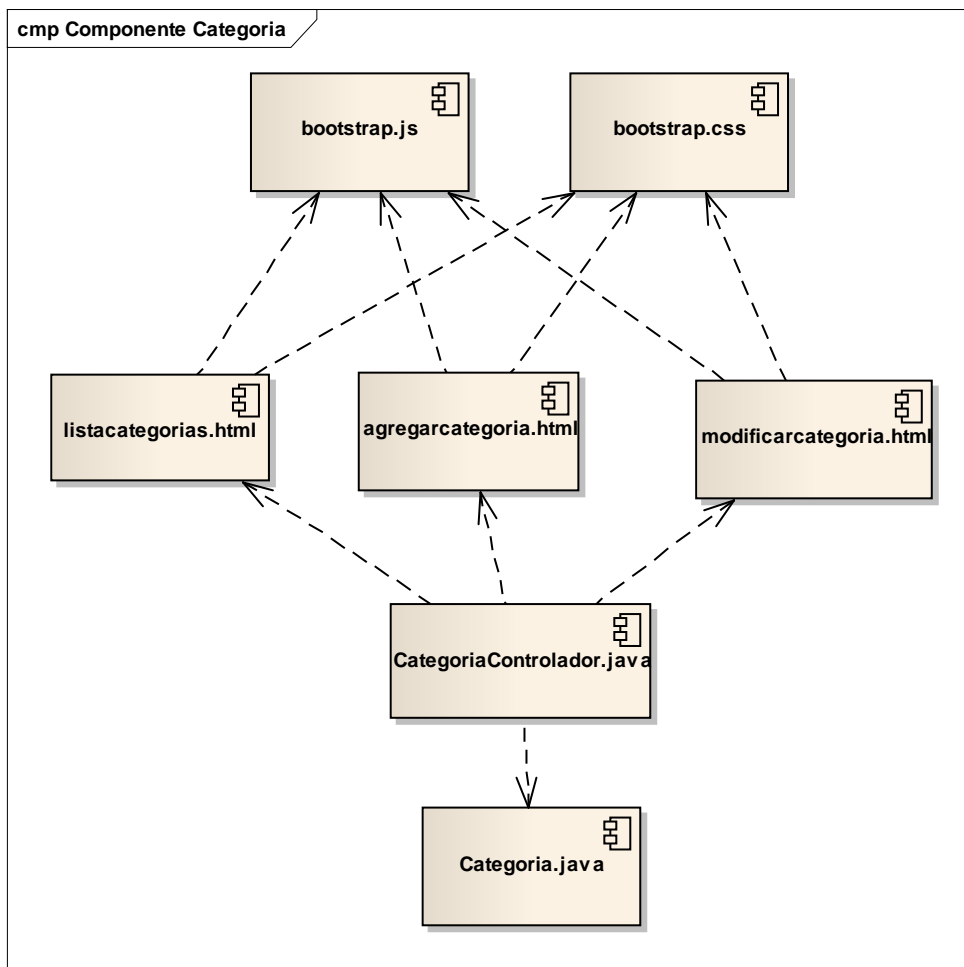 cmp Componente Categoria
bootstrap.js
bootstrap.css
listacategorias.html
agregarcategoria.html
modificarcategoria.html
CategoriaControlador.java
Categoria.java